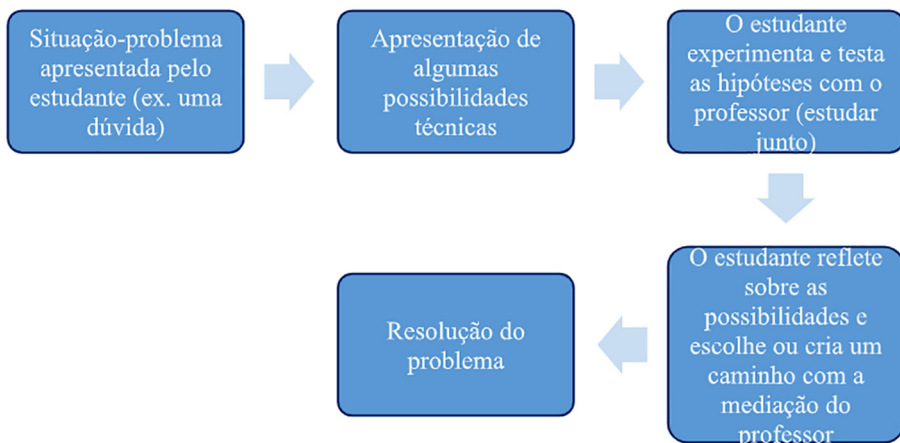 Situação-problema
apresentada pelo
estudante (ex. uma
dúvida)
Apresentação de
algumas
possibilidades
técnicas
O estudante
experimenta e testa
as hipóteses com o
professor (estudar
junto)
O estudante reflete
sobre as
possibilidades e
escolhe ou cria um
caminho com a
mediação do
professor
Resolução do
problema